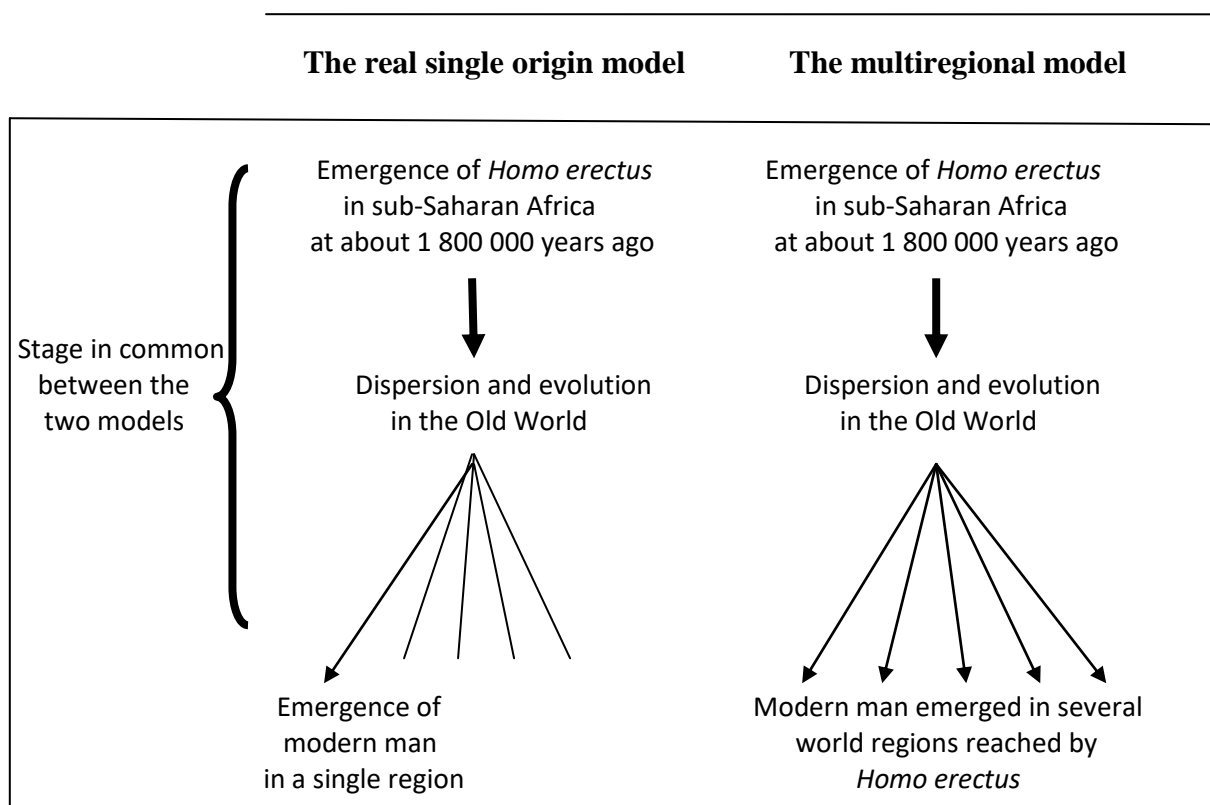 The real single origin model
The multiregional model
Emergence of Homo erectus
in sub-Saharan Africa
at about 1 800 000 years ago
Emergence of Homo erectus
in sub-Saharan Africa
at about 1 800 000 years ago
Stage in common
between the
two models
Dispersion and evolution
in the Old World
Dispersion and evolution
in the Old World
Emergence of
modern man
in a single region
Modern man emerged in several
world regions reached by
Homo erectus